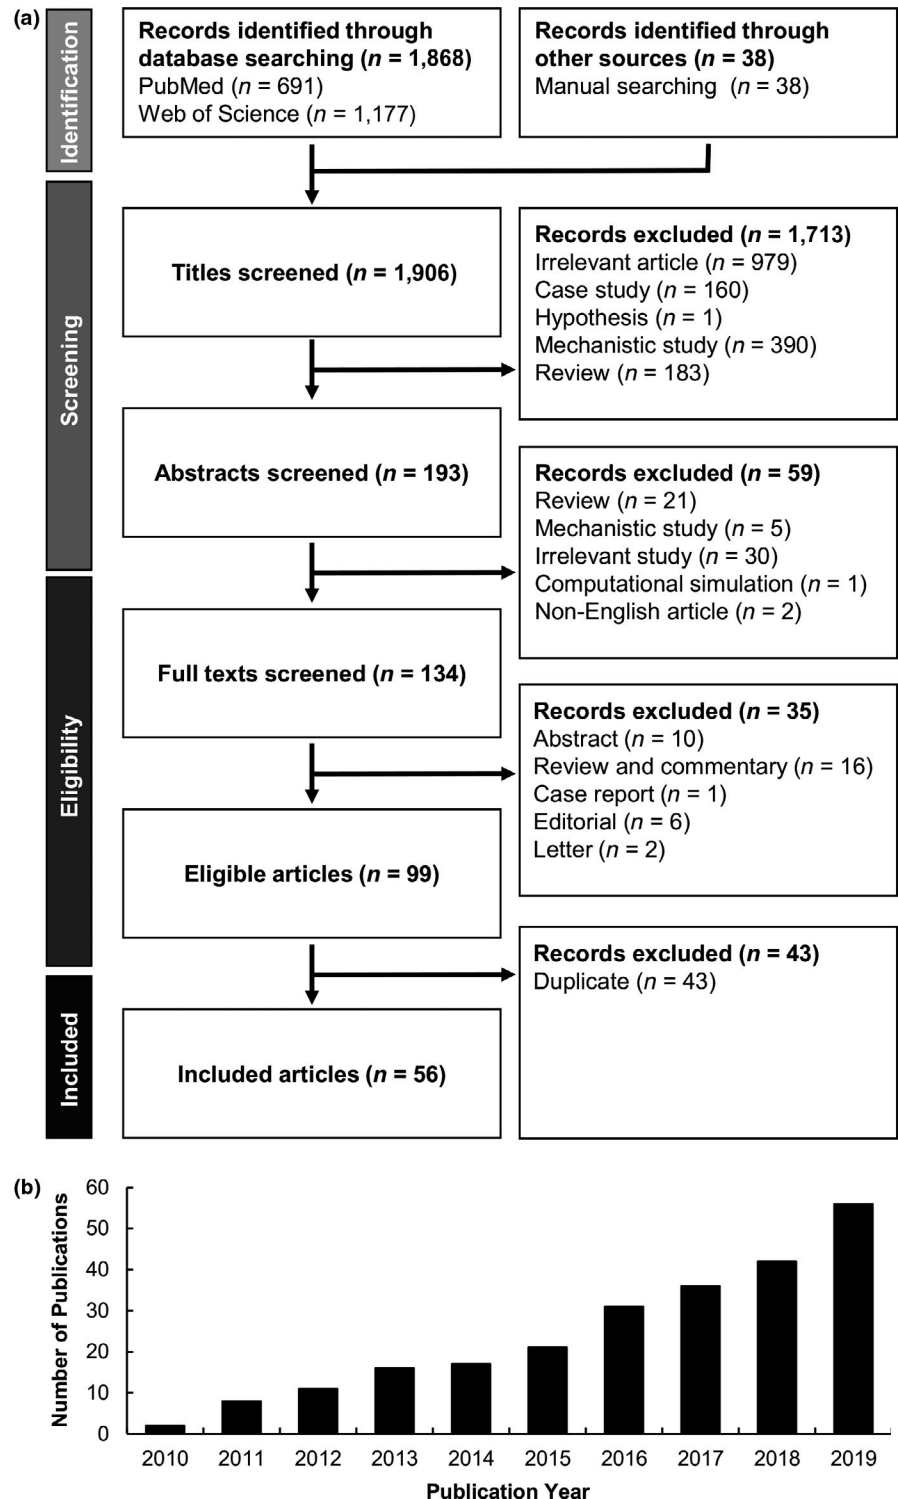 (a)
Identification
Records identified through
database searching (n = 1,868)
PubMed (n = 691)
Web of Science (n = 1,177)
Records identified through
other sources (n = 38)
Manual searching (n = 38)
Screening
Titles screened (n = 1,906)
Records excluded (n = 1,713)
Irrelevant article (n = 979)
Case study (n = 160)
Hypothesis (n = 1)
Mechanistic study (n = 390)
Review (n = 183)
Abstracts screened (n = 193)
Records excluded (n = 59)
Review (n = 21)
Mechanistic study (n = 5)
Irrelevant study (n = 30)
Computational simulation (n = 1)
Non-English article (n = 2)
Eligibility
Full texts screened (n = 134)
Records excluded (n = 35)
Abstract (n = 10)
Review and commentary (n = 16)
Case report (n = 1)
Editorial (n = 6)
Letter (n = 2)
Eligible articles (n = 99)
Records excluded (n = 43)
Duplicate (n = 43)
Included
Included articles (n = 56)
(b)
Number of Publications
60
50
40
30
20
10
0
2010 2011 2012 2013 2014 2015 2016 2017 2018 2019
Publication Year